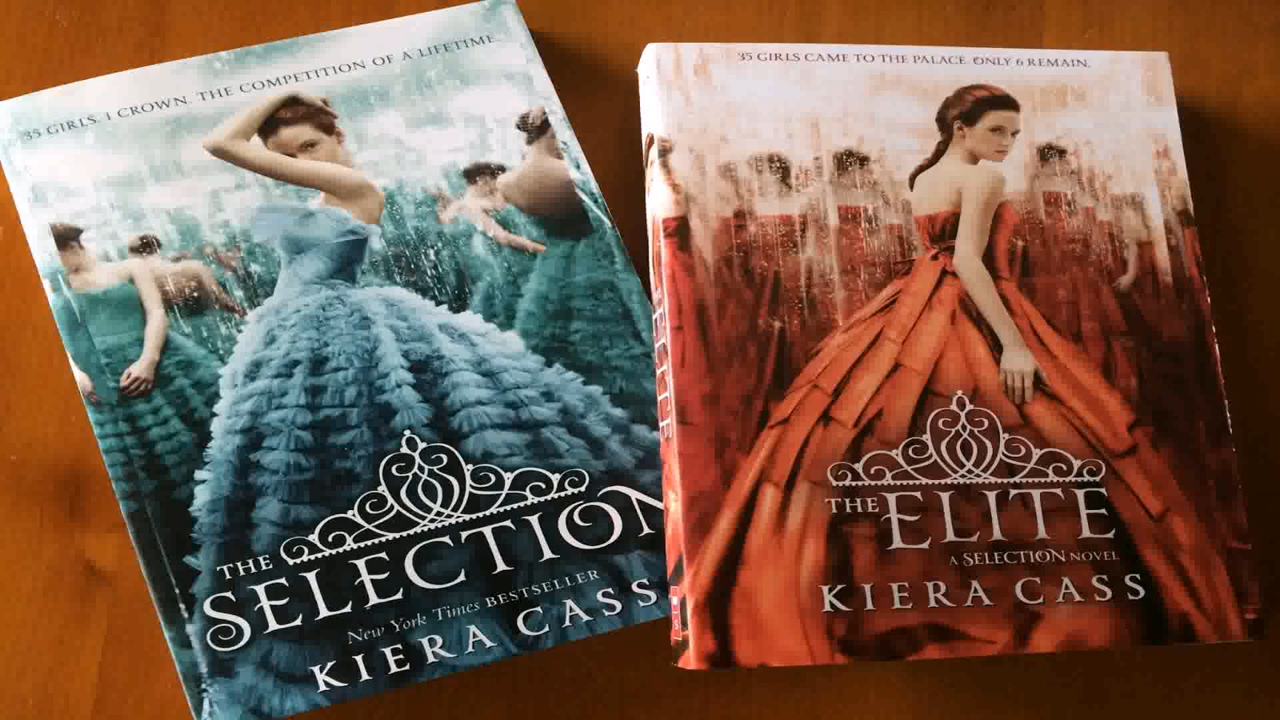 35 GIRLS. 1 CROWN. THE COMPETITION OF A LIFETIME.
THE
SELECTION
New York Times BESTSELLER
KIERA CASS
35 GIRLS CAME TO THE PALACE. ONLY 6 REMAIN.
THE ELITE
A SELECTION NOVEL
KIERA CASS
ELITE